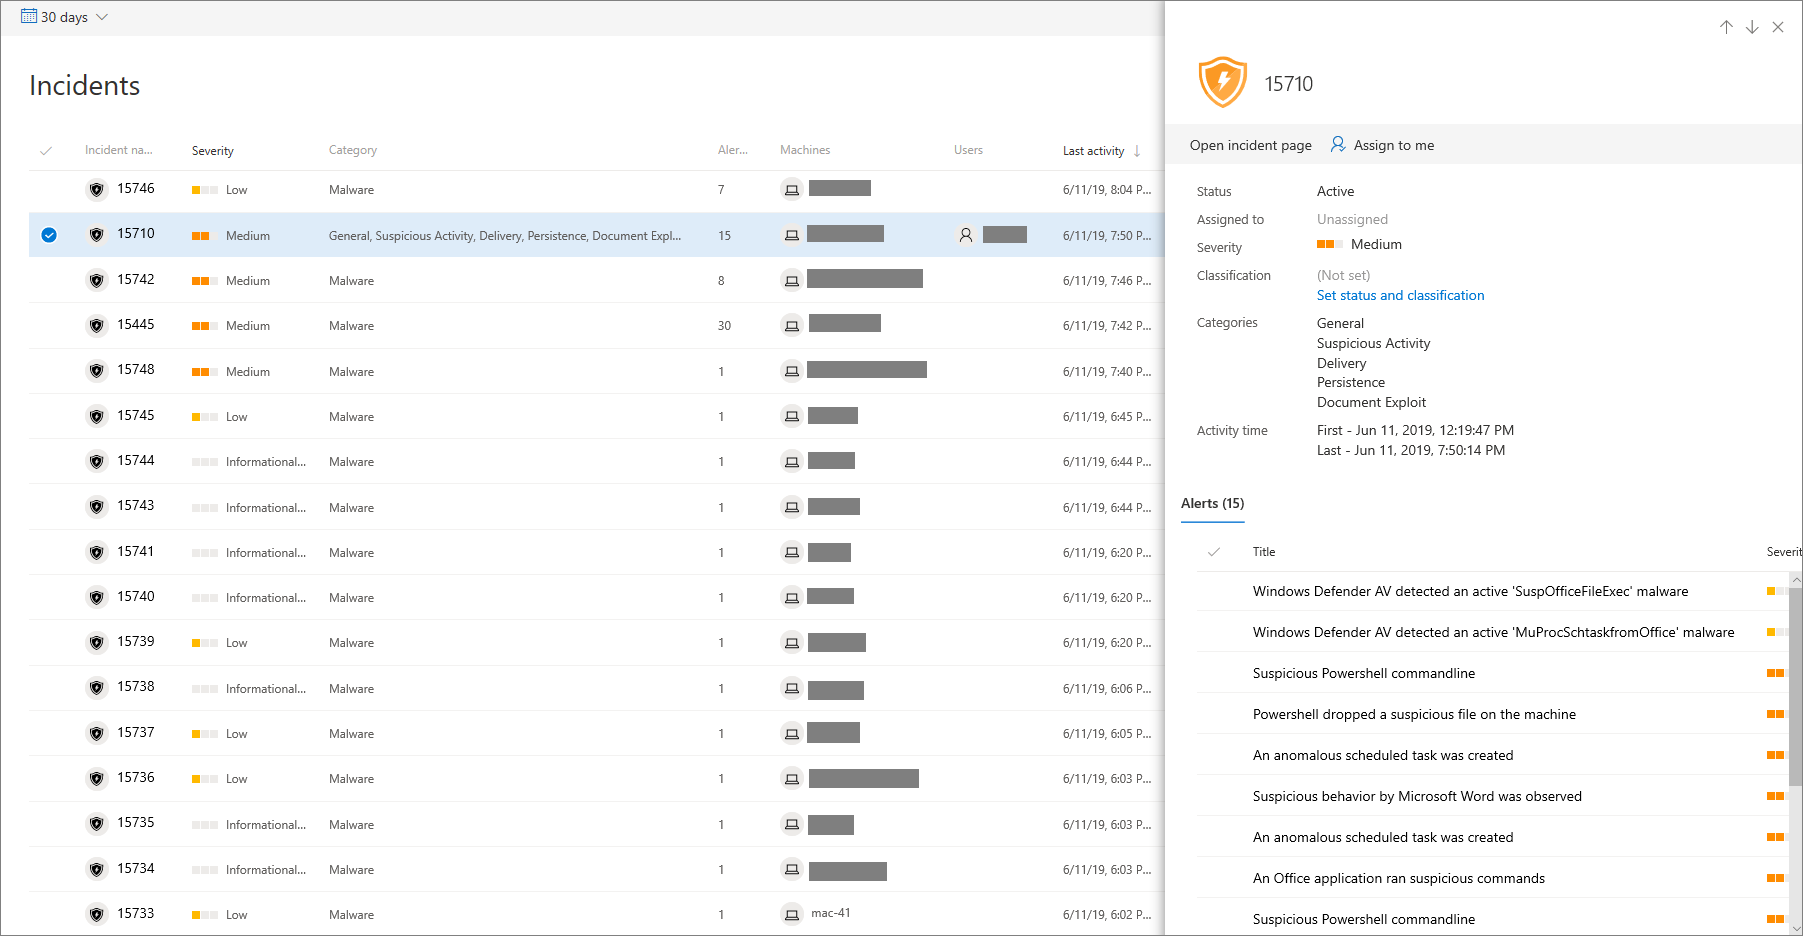 30 days
Incidents
Incident na... Severity Category Aler... Machines Users Last activity
15746 Low Malware 7 6/11/19, 8:04 P...
15710 Medium General, Suspicious Activity, Delivery, Persistence, Document Expl... 15 6/11/19, 7:50 P...
15742 Medium Malware 8 6/11/19, 7:46 P...
15445 Medium Malware 30 6/11/19, 7:42 P...
15748 Medium Malware 1 6/11/19, 7:40 P...
15745 Low Malware 1 6/11/19, 6:45 P...
15744 Informational... Malware 1 6/11/19, 6:44 P...
15743 Informational... Malware 1 6/11/19, 6:44 P...
15741 Informational... Malware 1 6/11/19, 6:20 P...
15740 Informational... Malware 1 6/11/19, 6:20 P...
15739 Low Malware 1 6/11/19, 6:20 P...
15738 Informational... Malware 1 6/11/19, 6:06 P...
15737 Low Malware 1 6/11/19, 6:05 P...
15736 Low Malware 1 6/11/19, 6:03 P...
15735 Informational... Malware 1 6/11/19, 6:03 P...
15734 Informational... Malware 1 6/11/19, 6:03 P...
15733 Low Malware 1 mac-41 6/11/19, 6:02 P...
15710
Open incident page Assign to me
Status Active
Assigned to Unassigned
Severity Medium
Classification (Not set)
Set status and classification
Categories General
Suspicious Activity
Delivery
Persistence
Document Exploit
Activity time First - Jun 11, 2019, 12:19:47 PM
Last - Jun 11, 2019, 7:50:14 PM
Alerts (15)
Title Severit
Windows Defender AV detected an active 'SuspOfficeFileExec' malware
Windows Defender AV detected an active 'MuProcSchtaskfromOffice' malware
Suspicious Powershell commandline
Powershell dropped a suspicious file on the machine
An anomalous scheduled task was created
Suspicious behavior by Microsoft Word was observed
An anomalous scheduled task was created
An Office application ran suspicious commands
Suspicious Powershell commandline